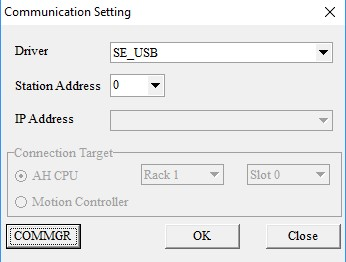 Communication Setting
Driver SE_USB
Station Address 0
IP Address
Connection Target
AH CPU Rack 1 Slot 0
Motion Controller
COMMGR OK Close